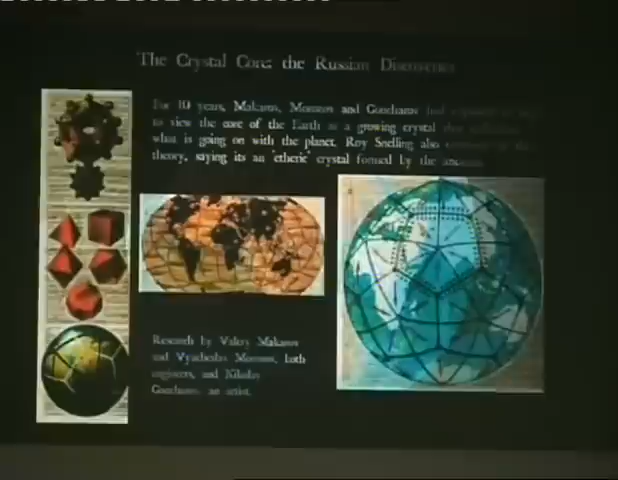 The Crystal Core: the Russian Discoveries
For 10 years, Makarov, Morozov and Goncharov
to view the core of the Earth as a growing crystal
what is going on with the planet. Roy Snelling also
theory, saying its an "etheric" crystal formed by the
Research by Valery Makarov
and Vyacheslav Morozov, both
engineers, and Nikolay
Goncharov, an artist.